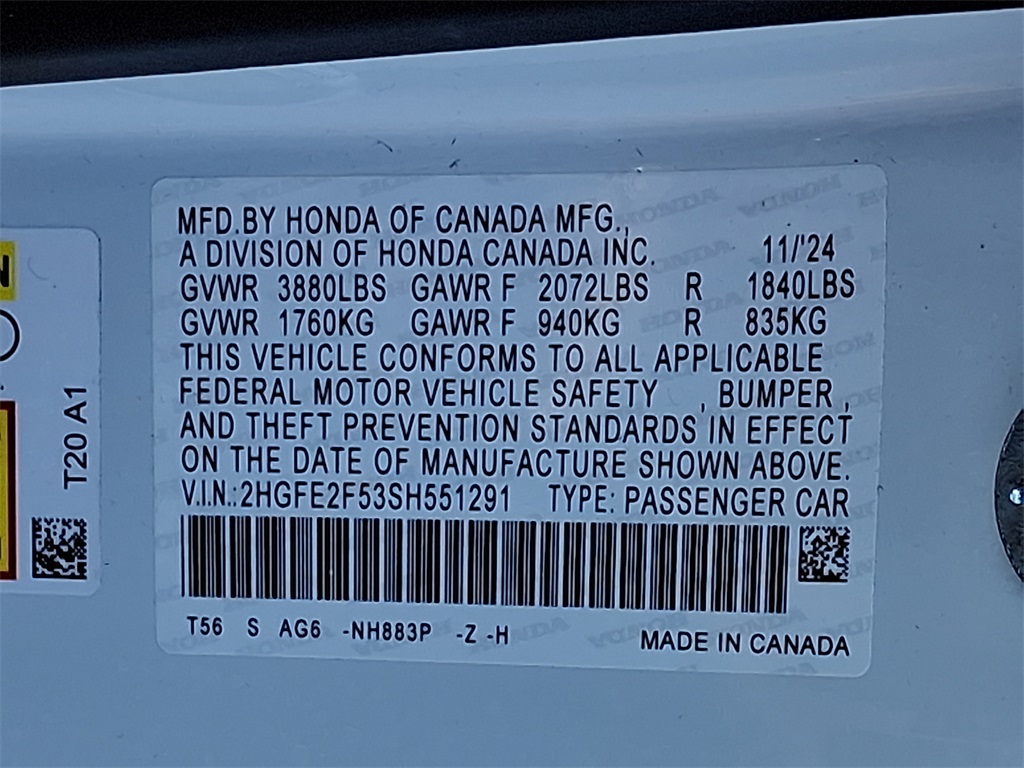 MFD.BY HONDA OF CANADA MFG.,
A DIVISION OF HONDA CANADA INC. 11/'24
GVWR 3880LBS GAWR F 2072LBS R 1840LBS
GVWR 1760KG GAWR F 940KG R 835KG
THIS VEHICLE CONFORMS TO ALL APPLICABLE
FEDERAL MOTOR VEHICLE SAFETY , BUMPER ,
AND THEFT PREVENTION STANDARDS IN EFFECT
ON THE DATE OF MANUFACTURE SHOWN ABOVE.
V.I.N.:2HGFE2F53SH551291 TYPE: PASSENGER CAR
T56 S AG6 -NH883P -Z -H MADE IN CANADA
T20 A1